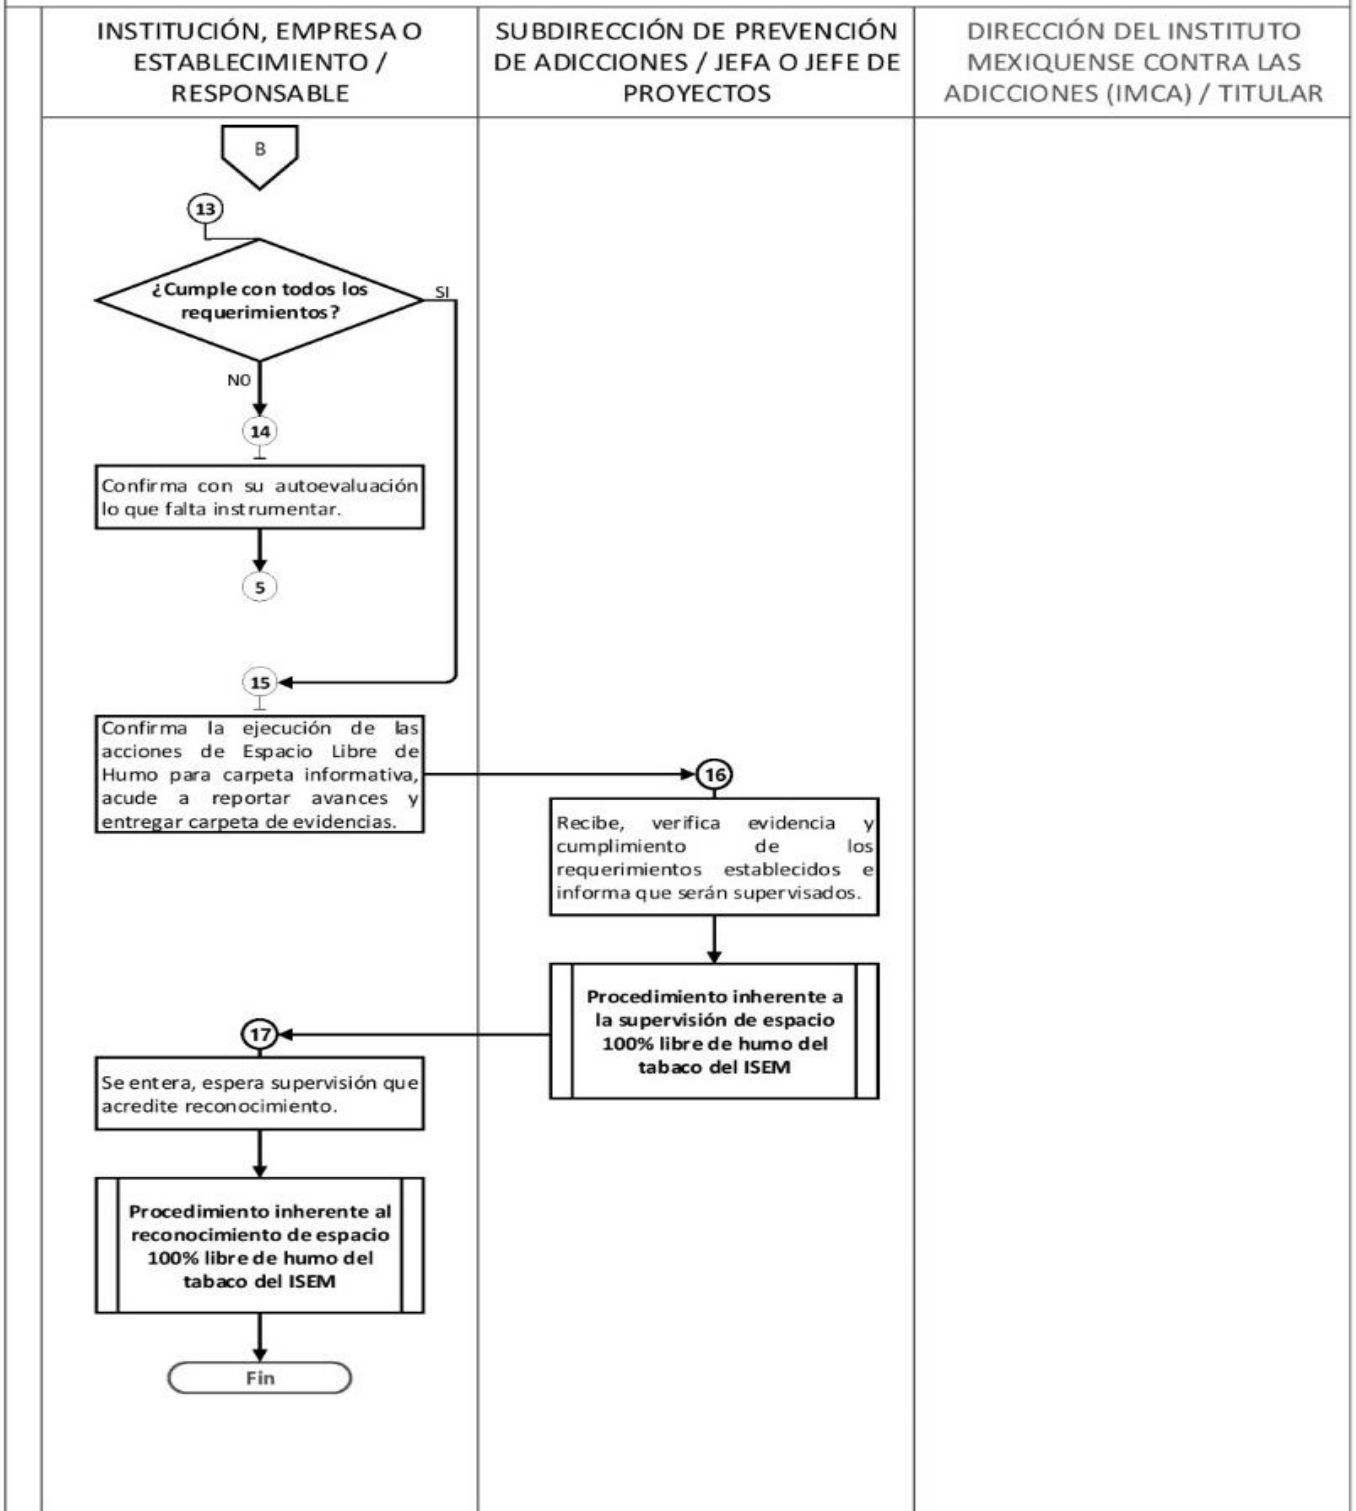 INSTITUCIÓN, EMPRESA O
ESTABLECIMIENTO /
RESPONSABLE
SUBDIRECCIÓN DE PREVENCIÓN
DE ADICCIONES / JEFA O JEFE DE
PROYECTOS
DIRECCIÓN DEL INSTITUTO
MEXIQUENSE CONTRA LAS
ADICCIONES (IMCA) / TITULAR
B
13
¿Cumple con todos los
requerimientos?
SI
NO
14
Confirma con su autoevaluación
lo que falta instrumentar.
5
15
Confirma la ejecución de las
acciones de Espacio Libre de
Humo para carpeta informativa,
acude a reportar avances y
entregar carpeta de evidencias.
16
Recibe, verifica evidencia y
cumplimiento de los
requerimientos establecidos e
informa que serán supervisados.
Procedimiento inherente a
la supervisión de espacio
100% libre de humo del
tabaco del ISEM
17
Se entera, espera supervisión que
acredite reconocimiento.
Procedimiento inherente al
reconocimiento de espacio
100% libre de humo del
tabaco del ISEM
Fin